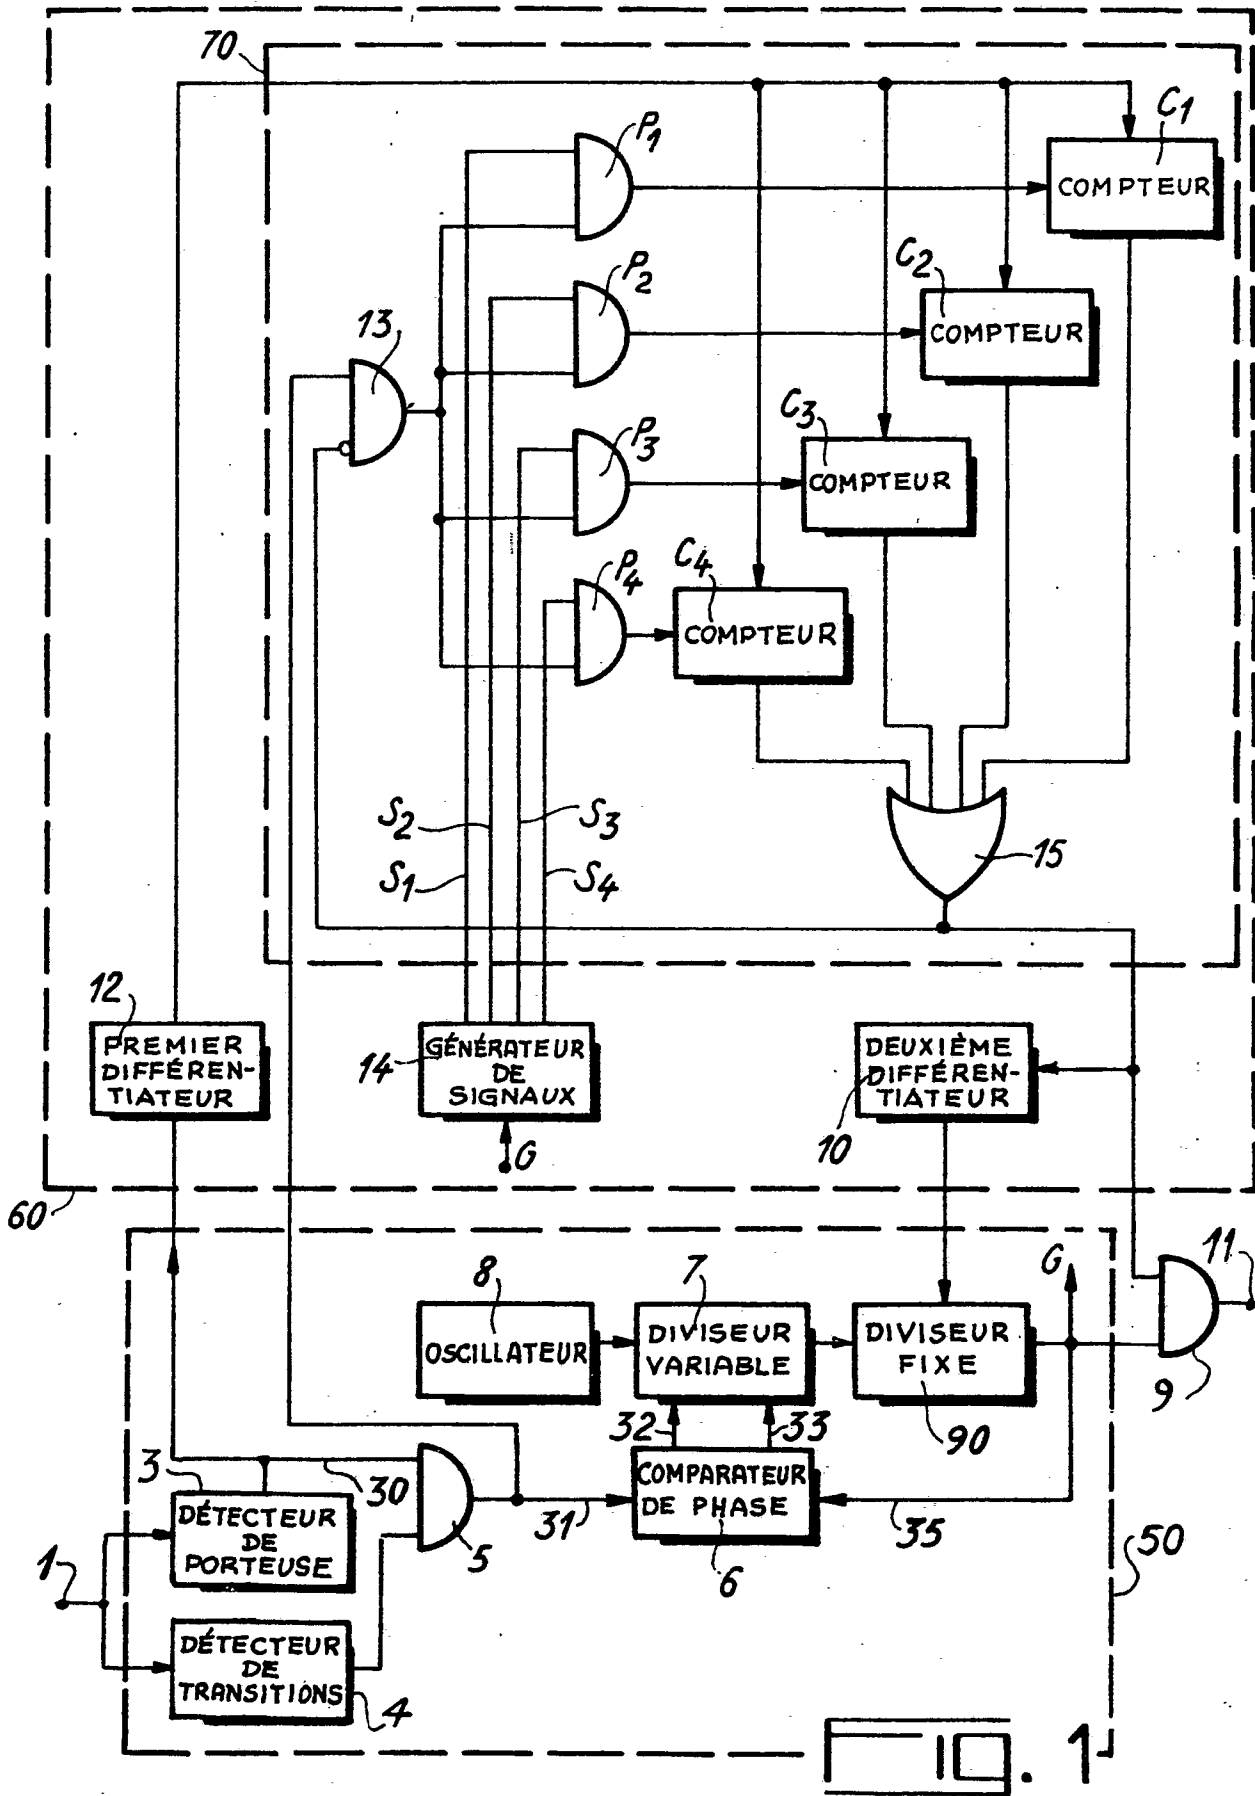 70
P1
C1
COMPTEUR
P2
C2
COMPTEUR
13
P3
C3
COMPTEUR
P4
C4
COMPTEUR
S2
S3
S1
S4
15
12
PREMIER
DIFFÉREN-
TIATEUR
14
GÉNÉRATEUR
DE
SIGNAUX
G
DEUXIÈME
DIFFÉREN-
TIATEUR
10
60
8
OSCILLATEUR
7
DIVISEUR
VARIABLE
DIVISEUR
FIXE
90
G
11
9
32
33
3
30
DÉTECTEUR
DE
PORTEUSE
5
31
COMPARATEUR
DE PHASE
6
35
50
1
DÉTECTEUR
DE
TRANSITIONS
4
FIG. 1